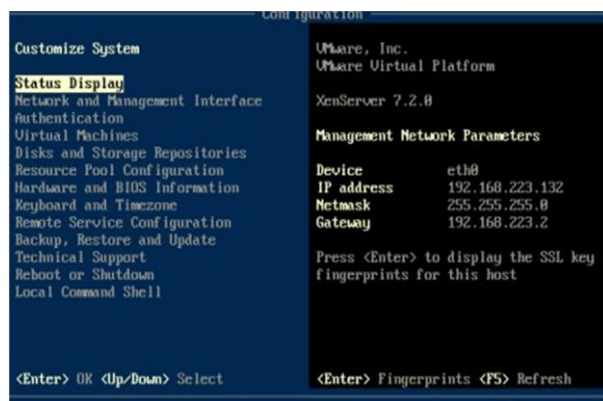 Configuration
Customize System
Status Display
Network and Management Interface
Authentication
Virtual Machines
Disks and Storage Repositories
Resource Pool Configuration
Hardware and BIOS Information
Keyboard and Timezone
Remote Service Configuration
Backup, Restore and Update
Technical Support
Reboot or Shutdown
Local Command Shell
<Enter> OK <Up/Down> Select
VMware, Inc.
VMware Virtual Platform
XenServer 7.2.0
Management Network Parameters
Device eth0
IP address 192.168.223.132
Netmask 255.255.255.0
Gateway 192.168.223.2
Press <Enter> to display the SSL key
fingerprints for this host
<Enter> Fingerprints <F5> Refresh